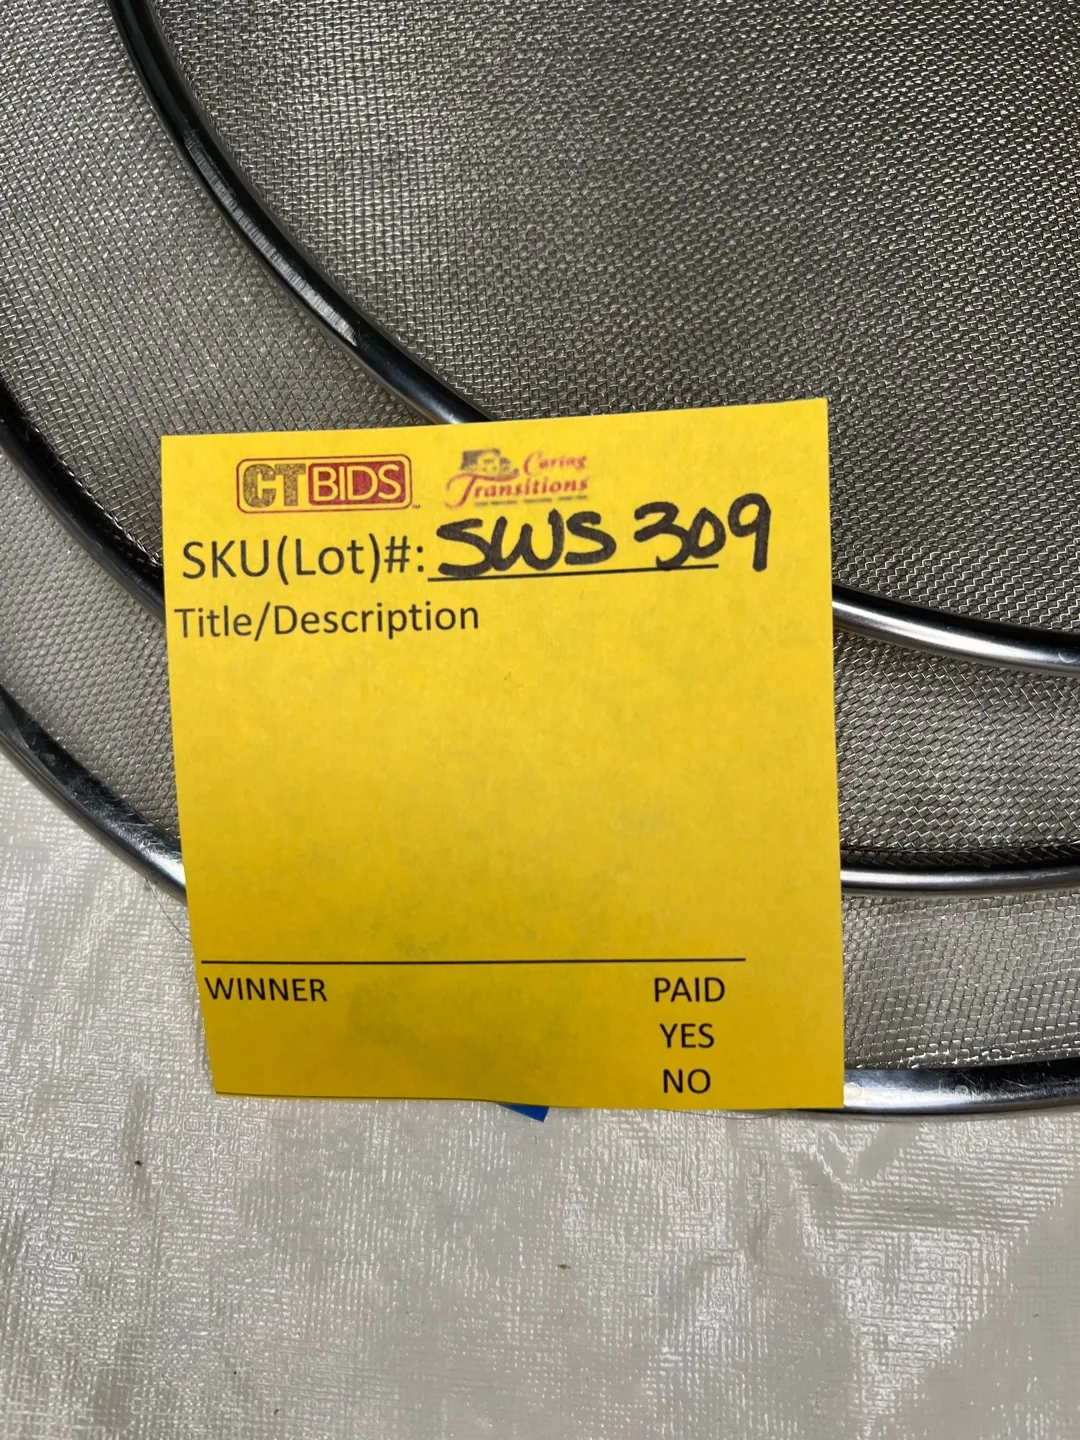 CTBIDS
Caring
Transitions
SKU(Lot)#: SWS 309
Title/Description
WINNER PAID
YES
NO